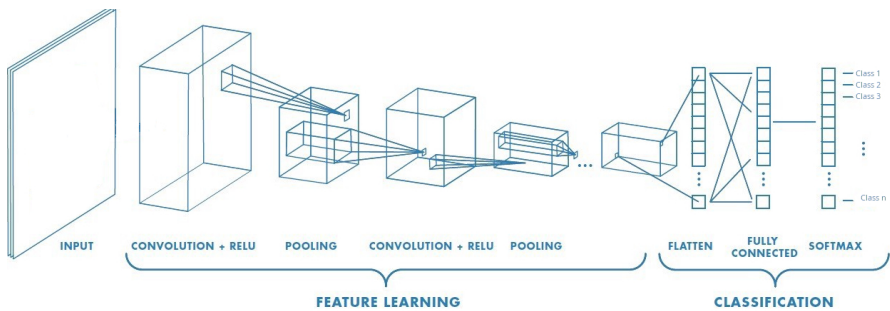 Class 1
Class 2
Class 3
Class n
INPUT
CONVOLUTION + RELU
POOLING
CONVOLUTION + RELU
POOLING
FLATTEN
FULLY
CONNECTED
SOFTMAX
FEATURE LEARNING
CLASSIFICATION